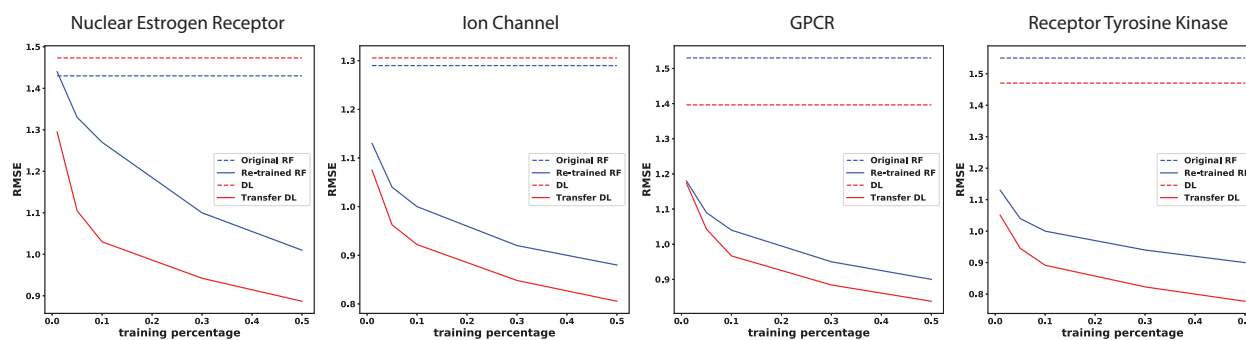 Nuclear Estrogen Receptor
1.5
1.4
1.3
1.2
1.1
1.0
0.9
RMSE
Original RF
Re-trained RF
DL
Transfer DL
0.0 0.1 0.2 0.3 0.4 0.5
training percentage
Ion Channel
1.3
1.2
1.1
1.0
0.9
0.8
RMSE
Original RF
Re-trained RF
DL
Transfer DL
0.0 0.1 0.2 0.3 0.4 0.5
training percentage
GPCR
1.5
1.4
1.3
1.2
1.1
1.0
0.9
RMSE
Original RF
Re-trained RF
DL
Transfer DL
0.0 0.1 0.2 0.3 0.4 0.5
training percentage
Receptor Tyrosine Kinase
1.5
1.4
1.3
1.2
1.1
1.0
0.9
0.8
RMSE
Original RF
Re-trained RF
DL
Transfer DL
0.0 0.1 0.2 0.3 0.4
training percentage